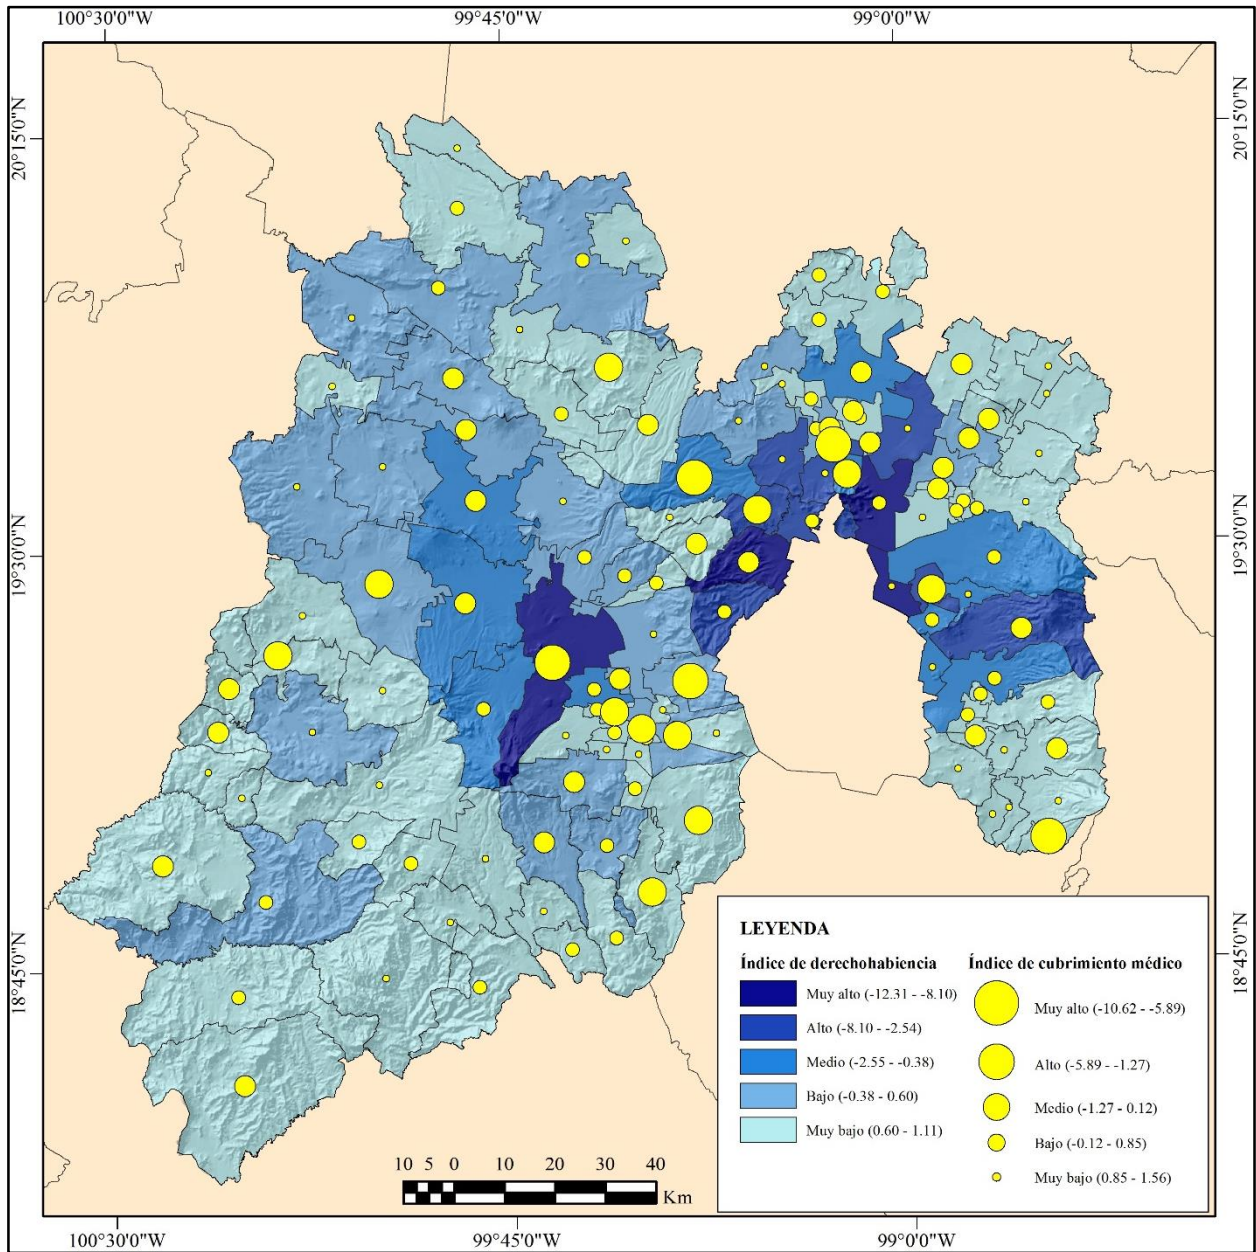 100°30'0"W 99°45'0"W 99°0'0"W
20°15'0"N 20°15'0"N
19°30'0"N 19°30'0"N
18°45'0"N 18°45'0"N
LEYENDA
Índice de derechohabiencia
Muy alto (-12.31 - -8.10)
Alto (-8.10 - -2.54)
Medio (-2.55 - -0.38)
Bajo (-0.38 - 0.60)
Muy bajo (0.60 - 1.11)
Índice de cubrimiento médico
Muy alto (-10.62 - -5.89)
Alto (-5.89 - -1.27)
Medio (-1.27 - 0.12)
Bajo (-0.12 - 0.85)
Muy bajo (0.85 - 1.56)
10 5 0 10 20 30 40
Km
100°30'0"W 99°45'0"W 99°0'0"W